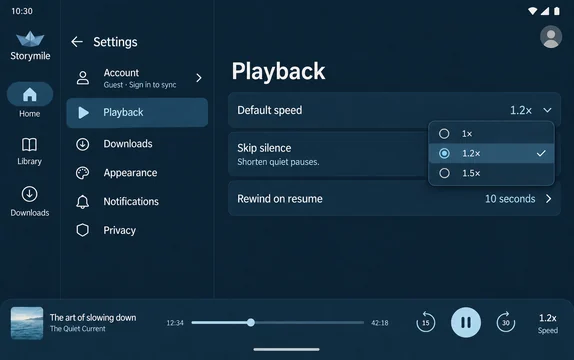 10:30
Storymile
Home
Library
Downloads
Settings
Account
Guest · Sign in to sync
Playback
Downloads
Appearance
Notifications
Privacy
Playback
Default speed
1.2×
1×
1.2×
1.5×
Skip silence
Shorten quiet pauses.
Rewind on resume
10 seconds
The art of slowing down
The Quiet Current
12:34
42:18
15
30
1.2×
Speed